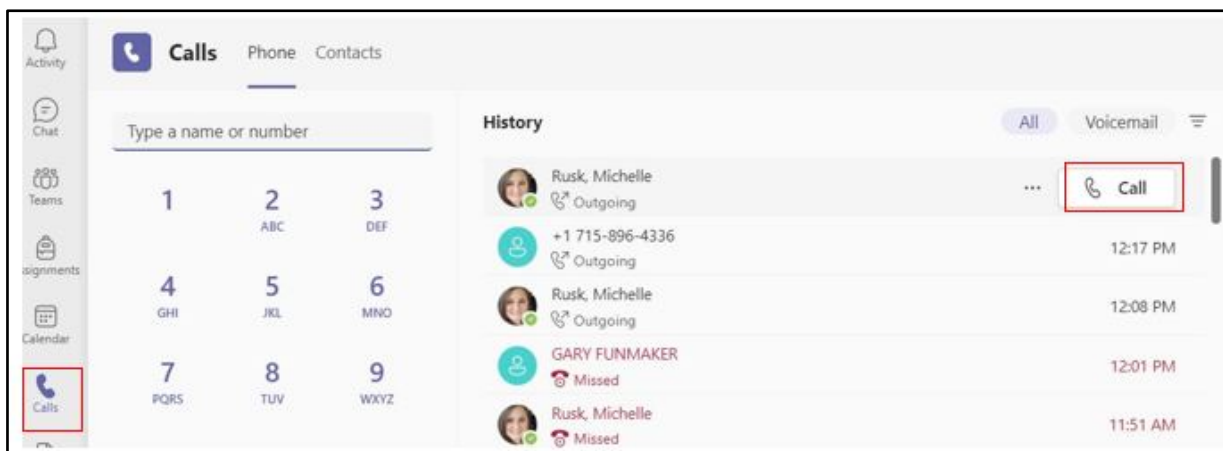 Activity
Chat
Teams
ssignments
Calendar
Calls
Calls Phone Contacts
Type a name or number
1 2 3
ABC DEF
4 5 6
GHI JKL MNO
7 8 9
PQRS TUV WXYZ
History All Voicemail
Rusk, Michelle
Outgoing
... Call
+1 715-896-4336
Outgoing
12:17 PM
Rusk, Michelle
Outgoing
12:08 PM
GARY FUNMAKER
Missed
12:01 PM
Rusk, Michelle
Missed
11:51 AM